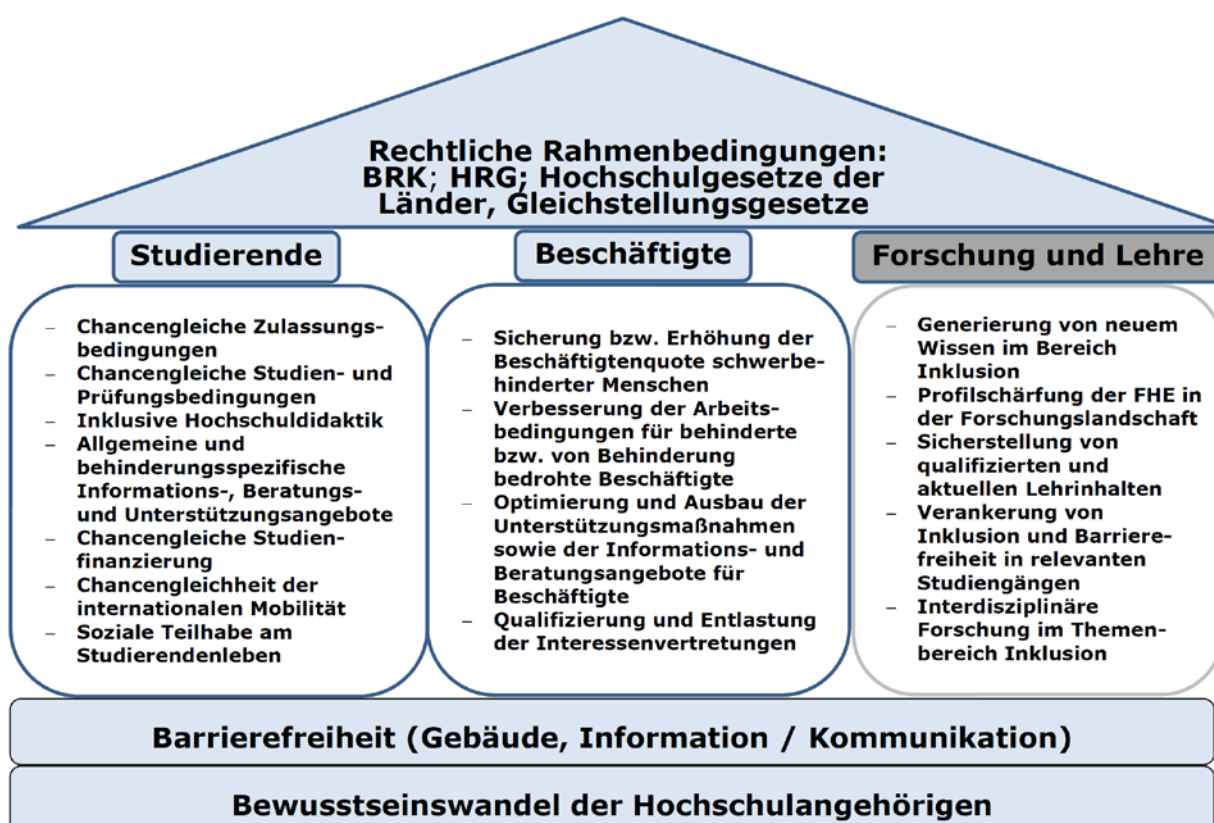 Rechtliche Rahmenbedingungen:
BRK; HRG; Hochschulgesetze der
Länder, Gleichstellungsgesetze
Studierende
– Chancengleiche Zulassungs-
bedingungen
– Chancengleiche Studien- und
Prüfungsbedingungen
– Inklusive Hochschuldidaktik
– Allgemeine und
behinderungsspezifische
Informations-, Beratungs-
und Unterstützungsangebote
– Chancengleiche Studien-
finanzierung
– Chancengleichheit der
internationalen Mobilität
– Soziale Teilhabe am
Studierendenleben
Beschäftigte
– Sicherung bzw. Erhöhung der
Beschäftigtenquote schwerbe-
hinderter Menschen
– Verbesserung der Arbeits-
bedingungen für behinderte
bzw. von Behinderung
bedrohte Beschäftigte
– Optimierung und Ausbau der
Unterstützungsmaßnahmen
sowie der Informations- und
Beratungsangebote für
Beschäftigte
– Qualifizierung und Entlastung
der Interessenvertretungen
Forschung und Lehre
– Generierung von neuem
Wissen im Bereich
Inklusion
– Profilschärfung der FHE in
der Forschungslandschaft
– Sicherstellung von
qualifizierten und
aktuellen Lehrinhalten
– Verankerung von
Inklusion und Barriere-
freiheit in relevanten
Studiengängen
– Interdisziplinäre
Forschung im Themen-
bereich Inklusion
Barrierefreiheit (Gebäude, Information / Kommunikation)
Bewusstseinswandel der Hochschulangehörigen